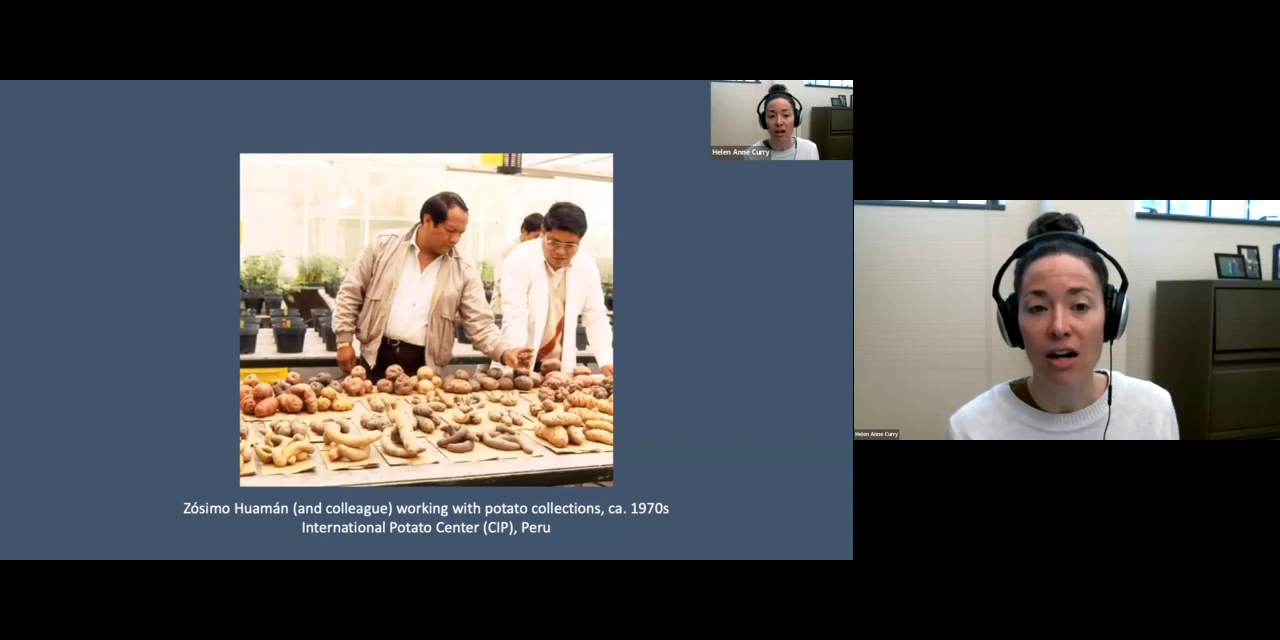 Helen Anne Curry
Zósimo Huamán (and colleague) working with potato collections, ca. 1970s
International Potato Center (CIP), Peru
Helen Anne Curry